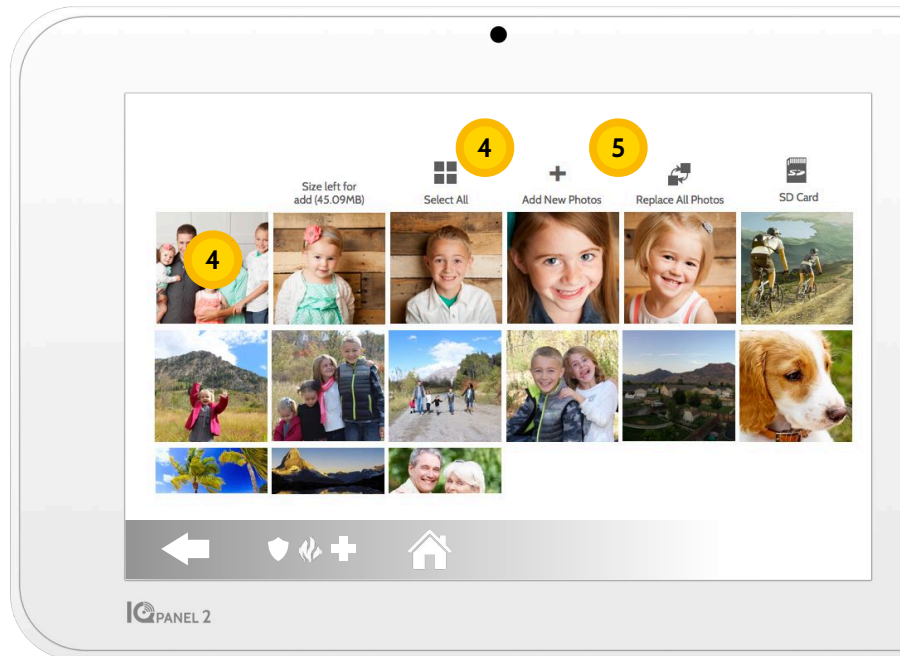 4
5
Size left for
add (45.09MB)
Select All
Add New Photos
Replace All Photos
SD
SD Card
4
IQ PANEL 2